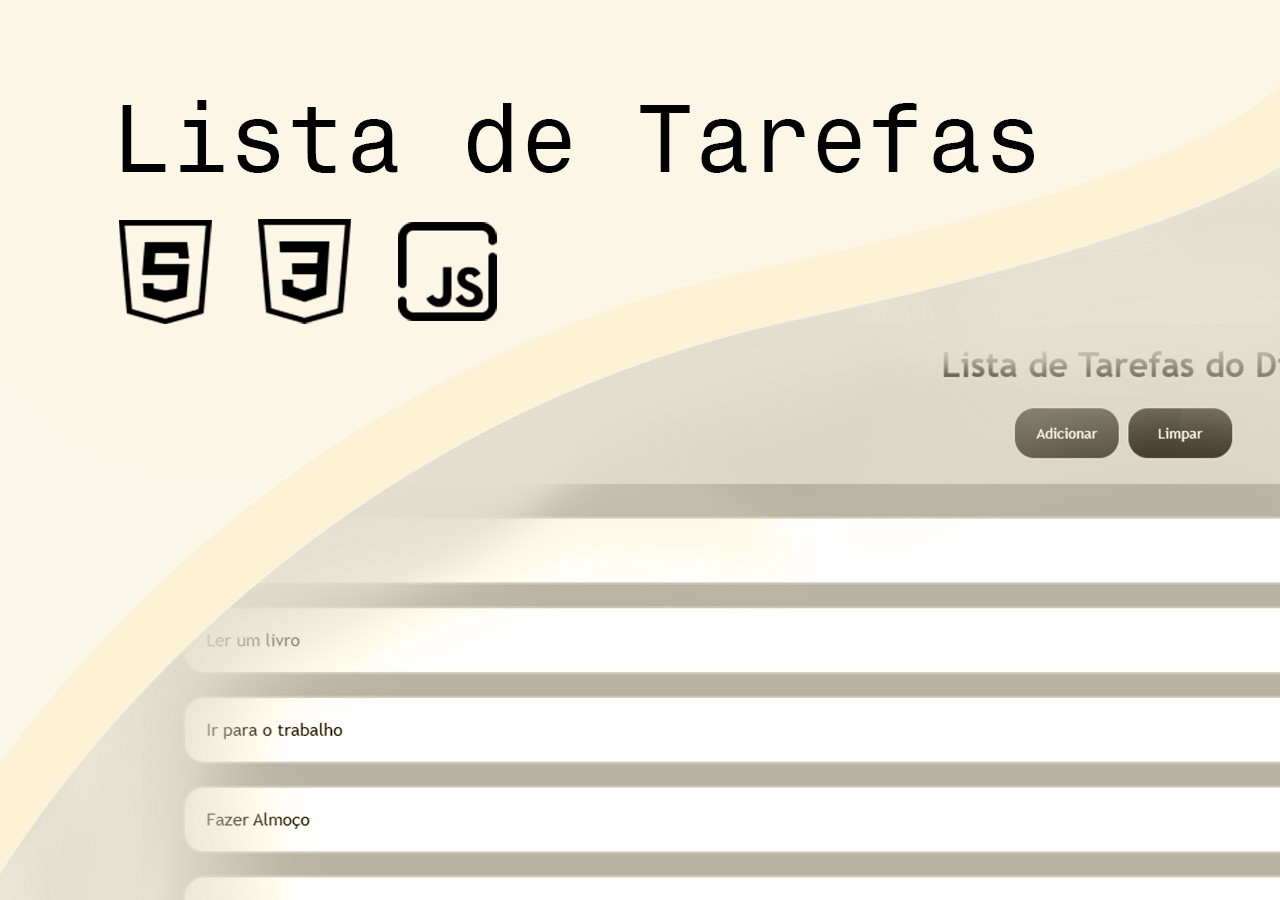 Lista de Tarefas
5 3 JS
Lista de Tarefas do D
Adicionar Limpar
Ler um livro
Ir para o trabalho
Fazer Almoço